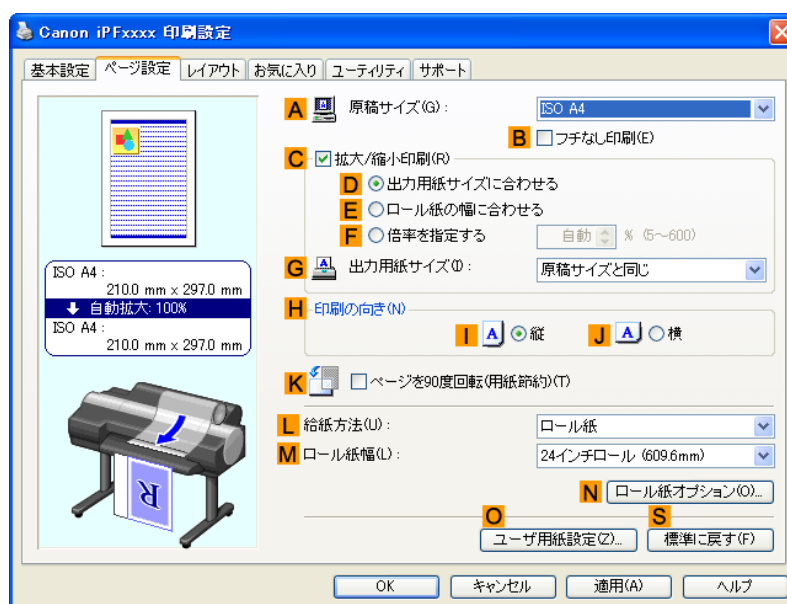 Canon iPFxxxx 印刷設定
基本設定 ページ設定 レイアウト お気に入り ユーティリティ サポート
A 原稿サイズ(G) : ISO A4
B フチなし印刷(E)
C 拡大/縮小印刷(R)
D 出力用紙サイズに合わせる
E ロール紙の幅に合わせる
F 倍率を指定する 自動 % (5～600)
G 出力用紙サイズ(I) : 原稿サイズと同じ
ISO A4 :
210.0 mm x 297.0 mm
自動拡大: 100%
ISO A4 :
210.0 mm x 297.0 mm
H 印刷の向き(N)
I A 縦 J A 横
K ページを90度回転(用紙節約)(T)
L 給紙方法(U) : ロール紙
M ロール紙幅(L) : 24インチロール (609.6mm)
R
N ロール紙オプション(O)...
O S
ユーザ用紙設定(Z)... 標準に戻す(F)
OK キャンセル 適用(A) ヘルプ